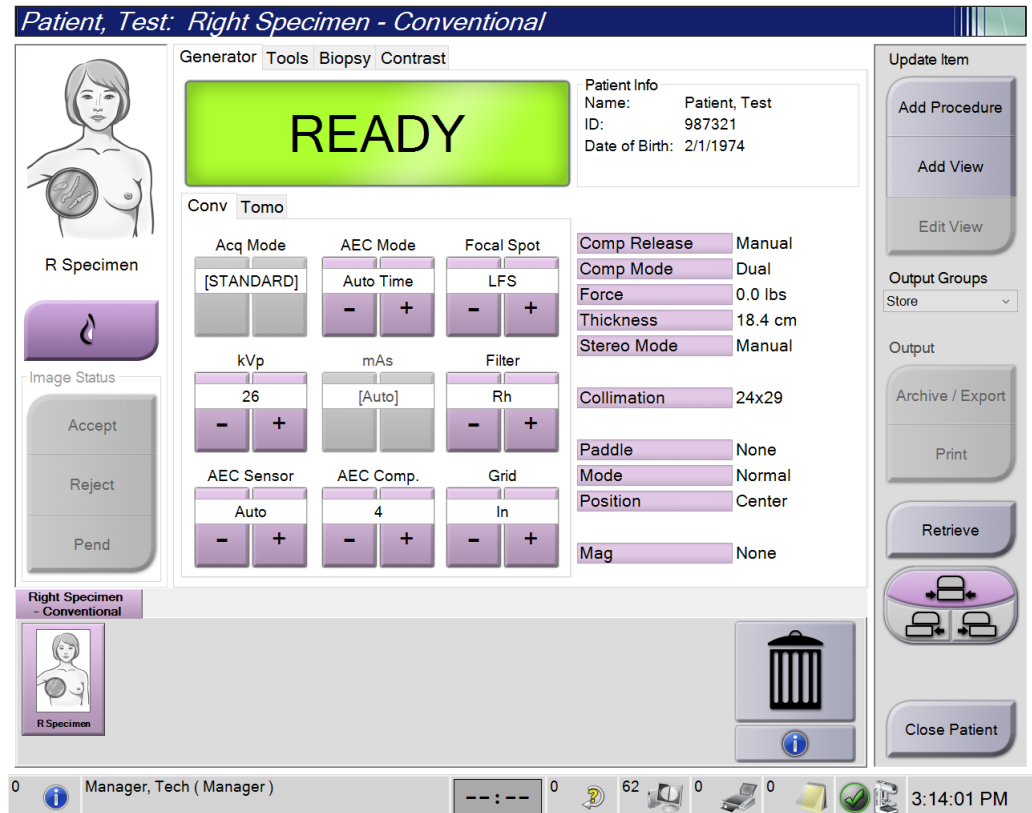 Patient, Test: Right Specimen - Conventional
Generator Tools Biopsy Contrast
READY
Patient Info
Name: Patient, Test
ID: 987321
Date of Birth: 2/1/1974
R Specimen
Image Status
Accept
Reject
Pend
Conv Tomo
Acq Mode AEC Mode Focal Spot
[STANDARD] Auto Time LFS
- + - +
kVp mAs Filter
26 [Auto] Rh
- + - +
AEC Sensor AEC Comp. Grid
Auto 4 In
- + - + - +
Comp Release Manual
Comp Mode Dual
Force 0.0 lbs
Thickness 18.4 cm
Stereo Mode Manual
Collimation 24x29
Paddle None
Mode Normal
Position Center
Mag None
Update Item
Add Procedure
Add View
Edit View
Output Groups
Store
Output
Archive / Export
Print
Retrieve
Close Patient
Right Specimen
- Conventional
R Specimen
0 Manager, Tech ( Manager ) --:-- 0 62 0 0 3:14:01 PM